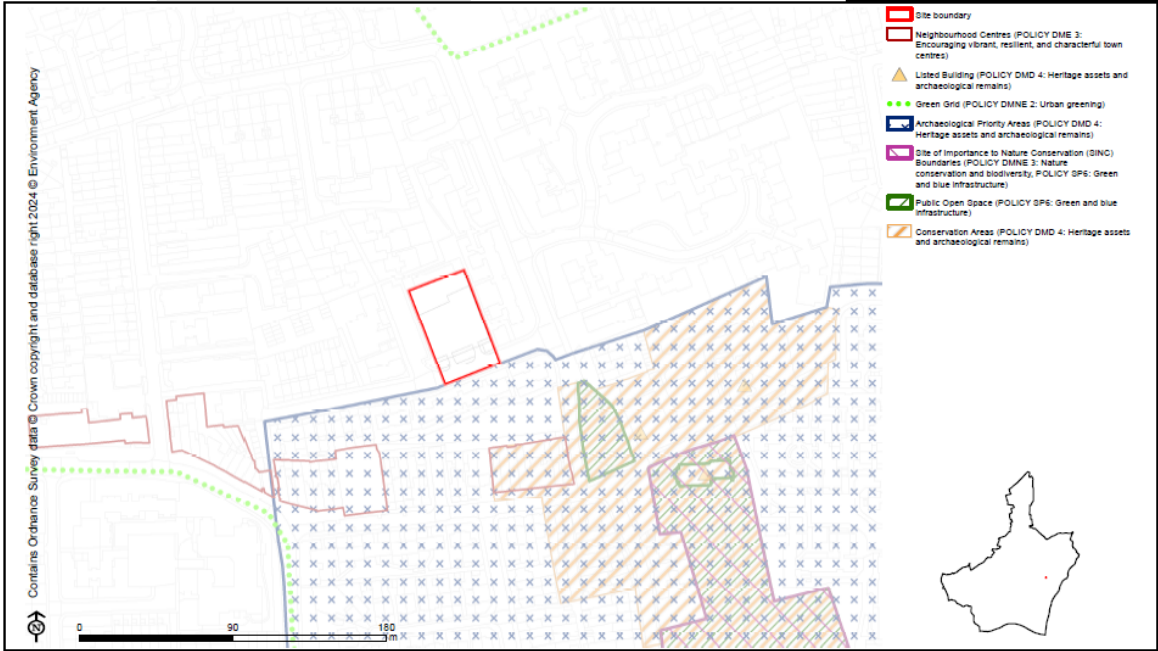 Site boundary
Neighbourhood Centres (POLICY DME 3:
Encouraging vibrant, resilient, and characterful town
centres)
Listed Building (POLICY DMD 4: Heritage assets and
archaeological remains)
Green Grid (POLICY DMNE 2: Urban greening)
Archaeological Priority Areas (POLICY DMD 4:
Heritage assets and archaeological remains)
Site of Importance to Nature Conservation (SINC)
Boundaries (POLICY DMNE 3: Nature
conservation and biodiversity, POLICY SP6: Green
and blue infrastructure)
Public Open Space (POLICY SP6: Green and blue
infrastructure)
Conservation Areas (POLICY DMD 4: Heritage assets
and archaeological remains)
Contains Ordnance Survey data © Crown copyright and database right 2024 © Environment Agency
N
0 90 180
m